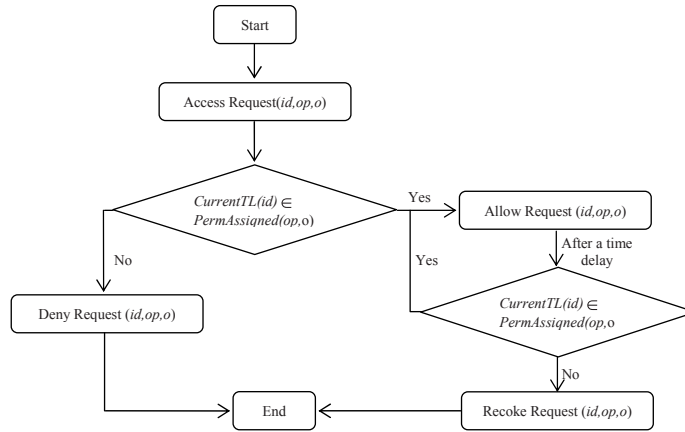 Start
Access Request(id,op,o)
CurrentTL(id) ∈
PermAssigned(op,o)
Yes
Allow Request (id,op,o)
After a time
delay
No
Yes
Deny Request (id,op,o)
CurrentTL(id) ∈
PermAssigned(op,o
No
End
Recoke Request (id,op,o)